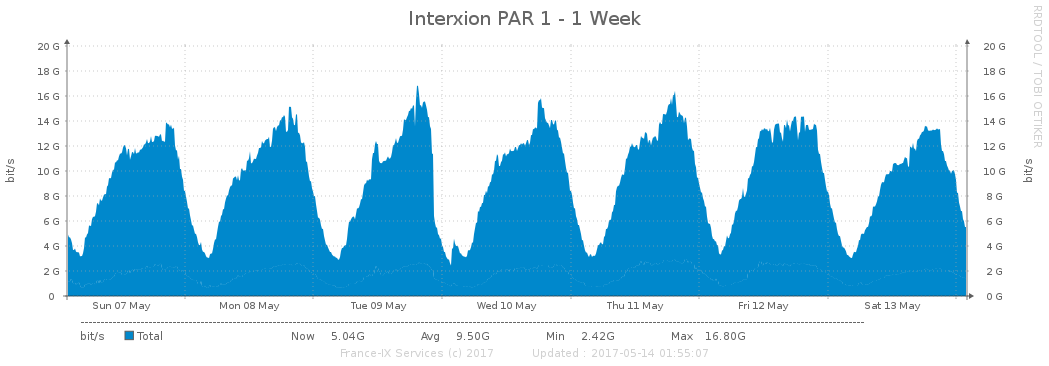 Interxion PAR 1 - 1 Week
RRDTOOL / TOBI OETIKER
20 G 20 G
18 G 18 G
16 G 16 G
14 G 14 G
12 G 12 G
10 G 10 G
8 G 8 G
6 G 6 G
4 G 4 G
2 G 2 G
0 0 G
bit/s bit/s
Sun 07 May Mon 08 May Tue 09 May Wed 10 May Thu 11 May Fri 12 May Sat 13 May
bit/s Total Now 5.04G Avg 9.50G Min 2.42G Max 16.80G
France-IX Services (c) 2017 Updated : 2017-05-14 01:55:07